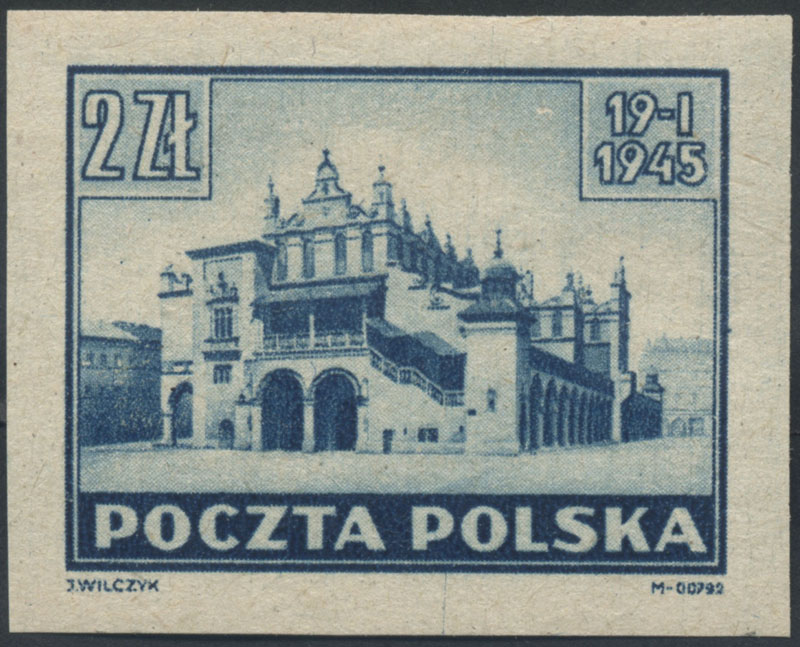 2 ZŁ
19-I
1945
POCZTA POLSKA
J.WILCZYK
M-00792